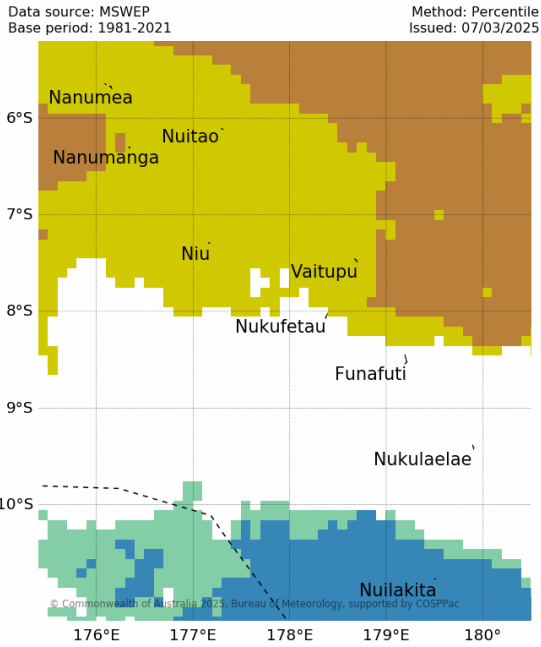 Data source: MSWEP
Method: Percentile
Base period: 1981-2021
Issued: 07/03/2025
Nanumea
6°S
Nuitao
Nanumanga
7°S
Niu
Vaitupu
8°S
Nukufetau
Funafuti
9°S
Nukulaelae
10°S
Nuilakita
© Commonwealth of Australia 2025, Bureau of Meteorology, supported by COSPPac
176°E 177°E 178°E 179°E 180°